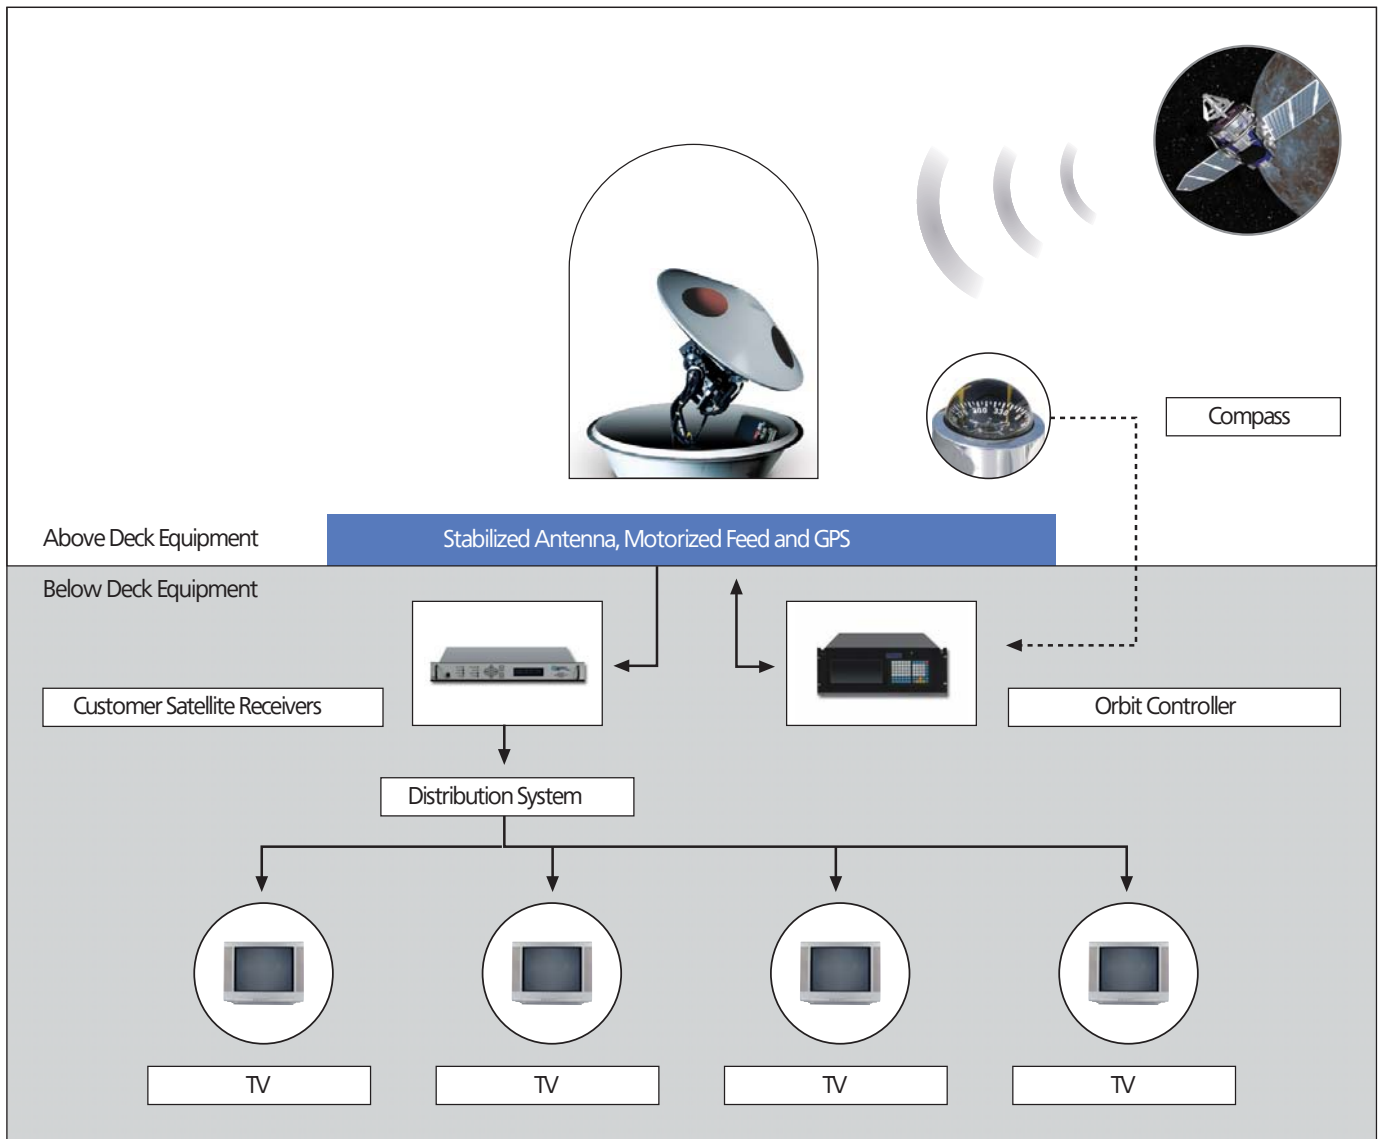 Compass
Above Deck Equipment
Stabilized Antenna, Motorized Feed and GPS
Below Deck Equipment
Customer Satellite Receivers
Orbit Controller
Distribution System
TV
TV
TV
TV